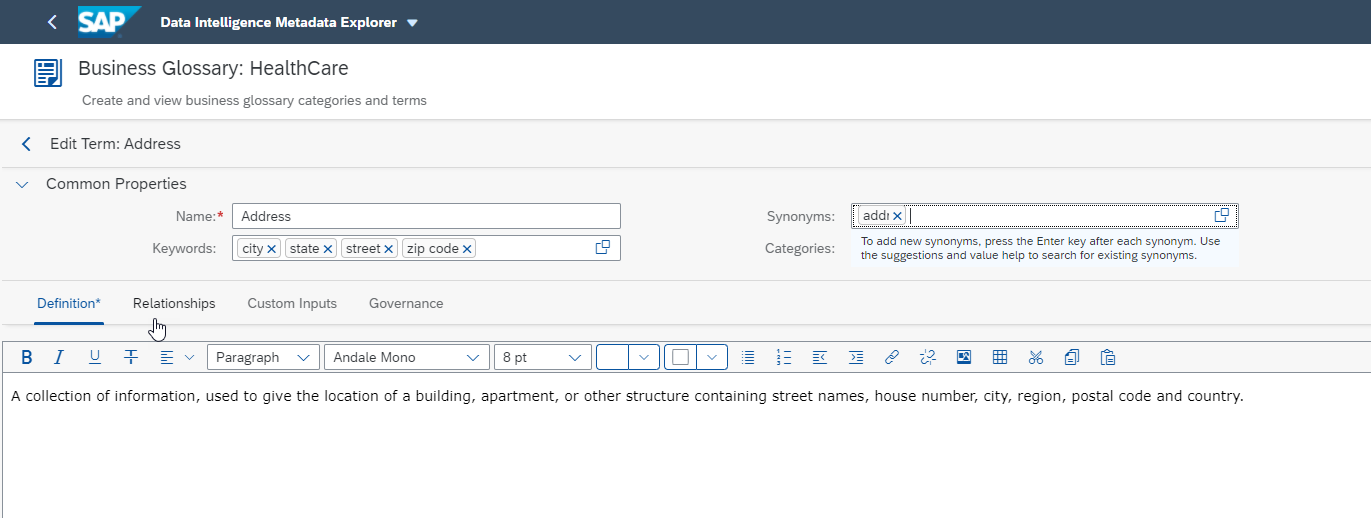 SAP Data Intelligence Metadata Explorer
Business Glossary: HealthCare
Create and view business glossary categories and terms
Edit Term: Address
Common Properties
Name:* Address
Synonyms: addr
Keywords: city state street zip code
Categories: To add new synonyms, press the Enter key after each synonym. Use
the suggestions and value help to search for existing synonyms.
Definition* Relationships Custom Inputs Governance
B I U T Paragraph Andale Mono 8 pt
A collection of information, used to give the location of a building, apartment, or other structure containing street names, house number, city, region, postal code and country.